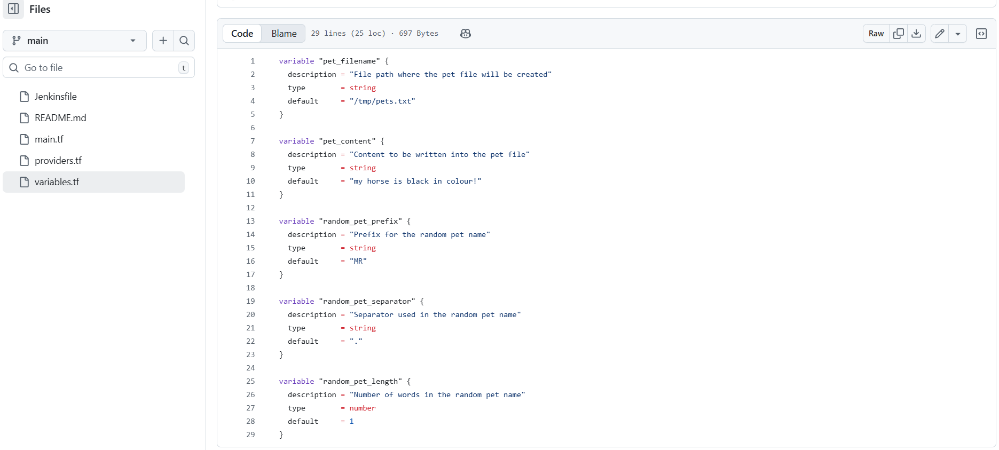 Files
main
Go to file
t
Jenkinsfile
README.md
main.tf
providers.tf
variables.tf
Code Blame 29 lines (25 loc) · 697 Bytes
Raw
1 variable "pet_filename" {
2   description = "File path where the pet file will be created"
3   type        = string
4   default     = "/tmp/pets.txt"
5 }
6
7 variable "pet_content" {
8   description = "Content to be written into the pet file"
9   type        = string
10   default     = "my horse is black in colour!"
11 }
12
13 variable "random_pet_prefix" {
14   description = "Prefix for the random pet name"
15   type        = string
16   default     = "MR"
17 }
18
19 variable "random_pet_separator" {
20   description = "Separator used in the random pet name"
21   type        = string
22   default     = "."
23 }
24
25 variable "random_pet_length" {
26   description = "Number of words in the random pet name"
27   type        = number
28   default     = 1
29 }